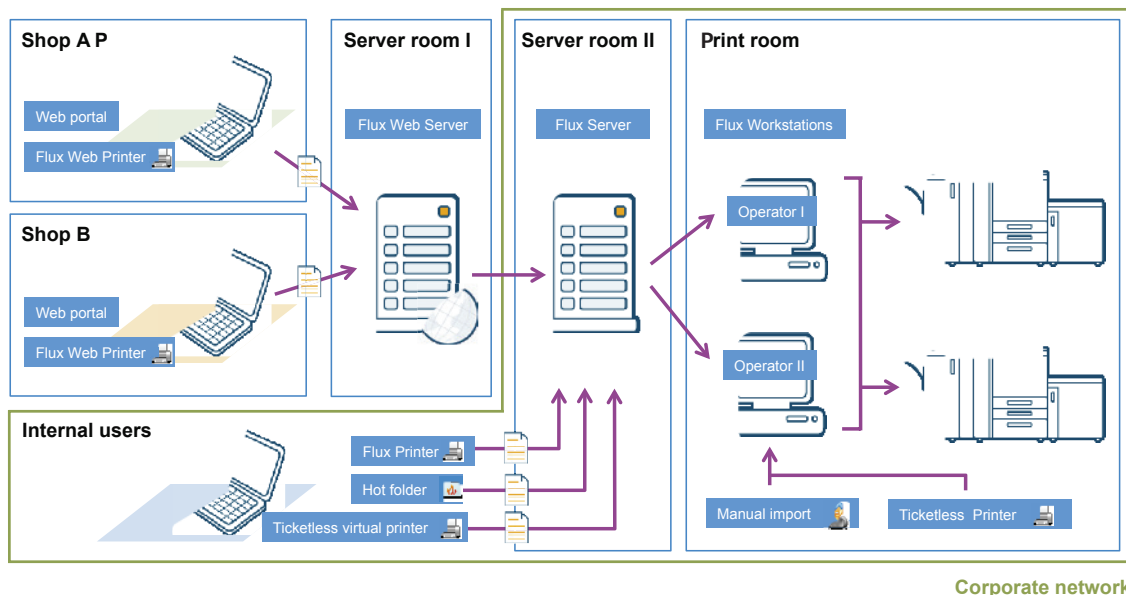 Shop A P
Server room I
Server room II
Print room
Web portal
Flux Web Printer
Flux Web Server
Flux Server
Flux Workstations
Operator I
Shop B
Web portal
Flux Web Printer
Operator II
Internal users
Flux Printer
Hot folder
Ticketless virtual printer
Manual import
Ticketless Printer
Corporate network